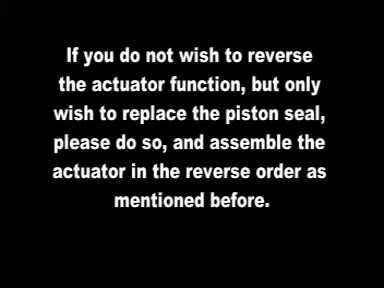 If you do not wish to reverse
the actuator function, but only
wish to replace the piston seal,
please do so, and assemble the
actuator in the reverse order as
mentioned before.